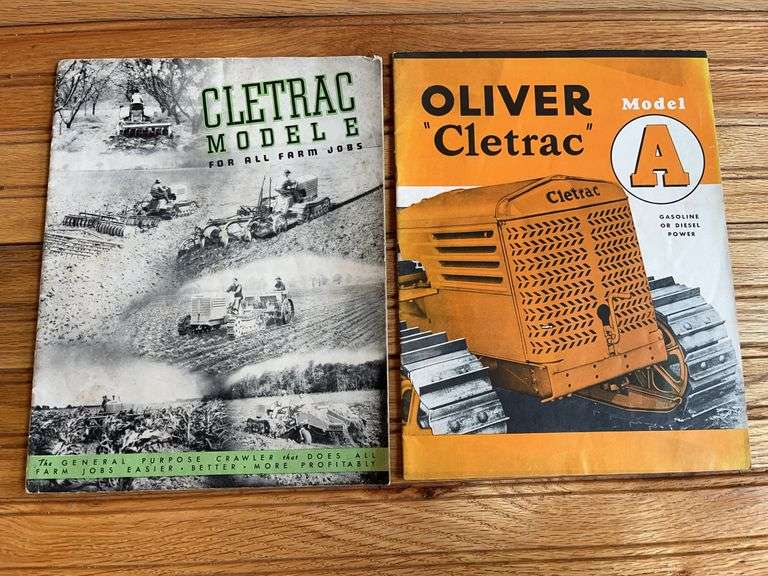 CLETRAC
MODEL E
FOR ALL FARM JOBS
The GENERAL PURPOSE CRAWLER that DOES ALL
FARM JOBS EASIER • BETTER • MORE PROFITABLY
OLIVER
"Cletrac"
Model
A
GASOLINE
OR DIESEL
POWER
Cletrac